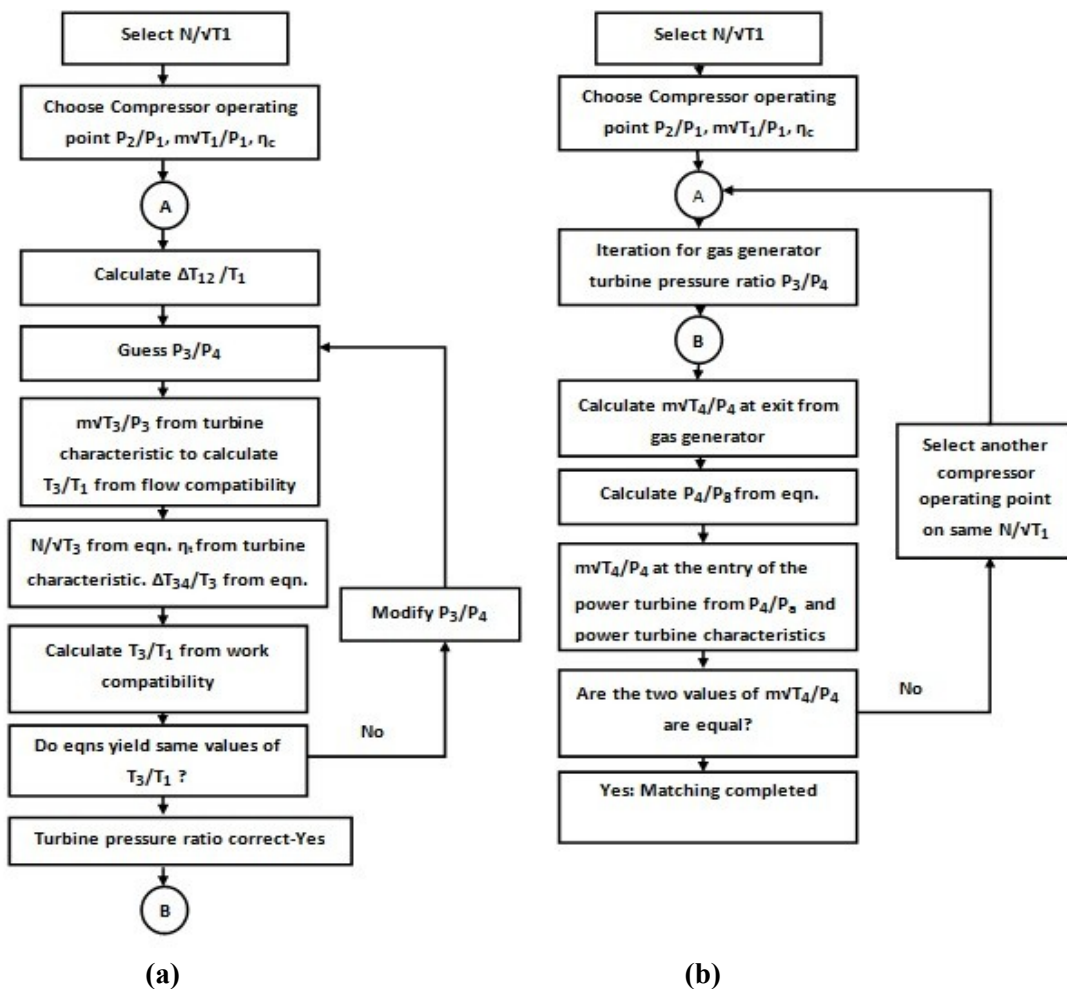 Select N/√T1
Choose Compressor operating
point P₂/P₁, m√T₁/P₁, η꜀
A
Calculate ΔT₁₂ /T₁
Guess P₃/P₄
m√T₃/P₃ from turbine
characteristic to calculate
T₃/T₁ from flow compatibility
N/√T₃ from eqn. ηₜ from turbine
characteristic. ΔT₃₄/T₃ from eqn.
Modify P₃/P₄
Calculate T₃/T₁ from work
compatibility
Do eqns yield same values of
T₃/T₁ ?
No
Turbine pressure ratio correct-Yes
B
(a)
Select N/√T1
Choose Compressor operating
point P₂/P₁, m√T₁/P₁, η꜀
A
Iteration for gas generator
turbine pressure ratio P₃/P₄
B
Calculate m√T₄/P₄ at exit from
gas generator
Calculate P₄/P₈ from eqn.
m√T₄/P₄ at the entry of the
power turbine from P₄/Pₐ and
power turbine characteristics
Are the two values of m√T₄/P₄
are equal?
No
Select another
compressor
operating point
on same N/√T₁
Yes: Matching completed
(b)